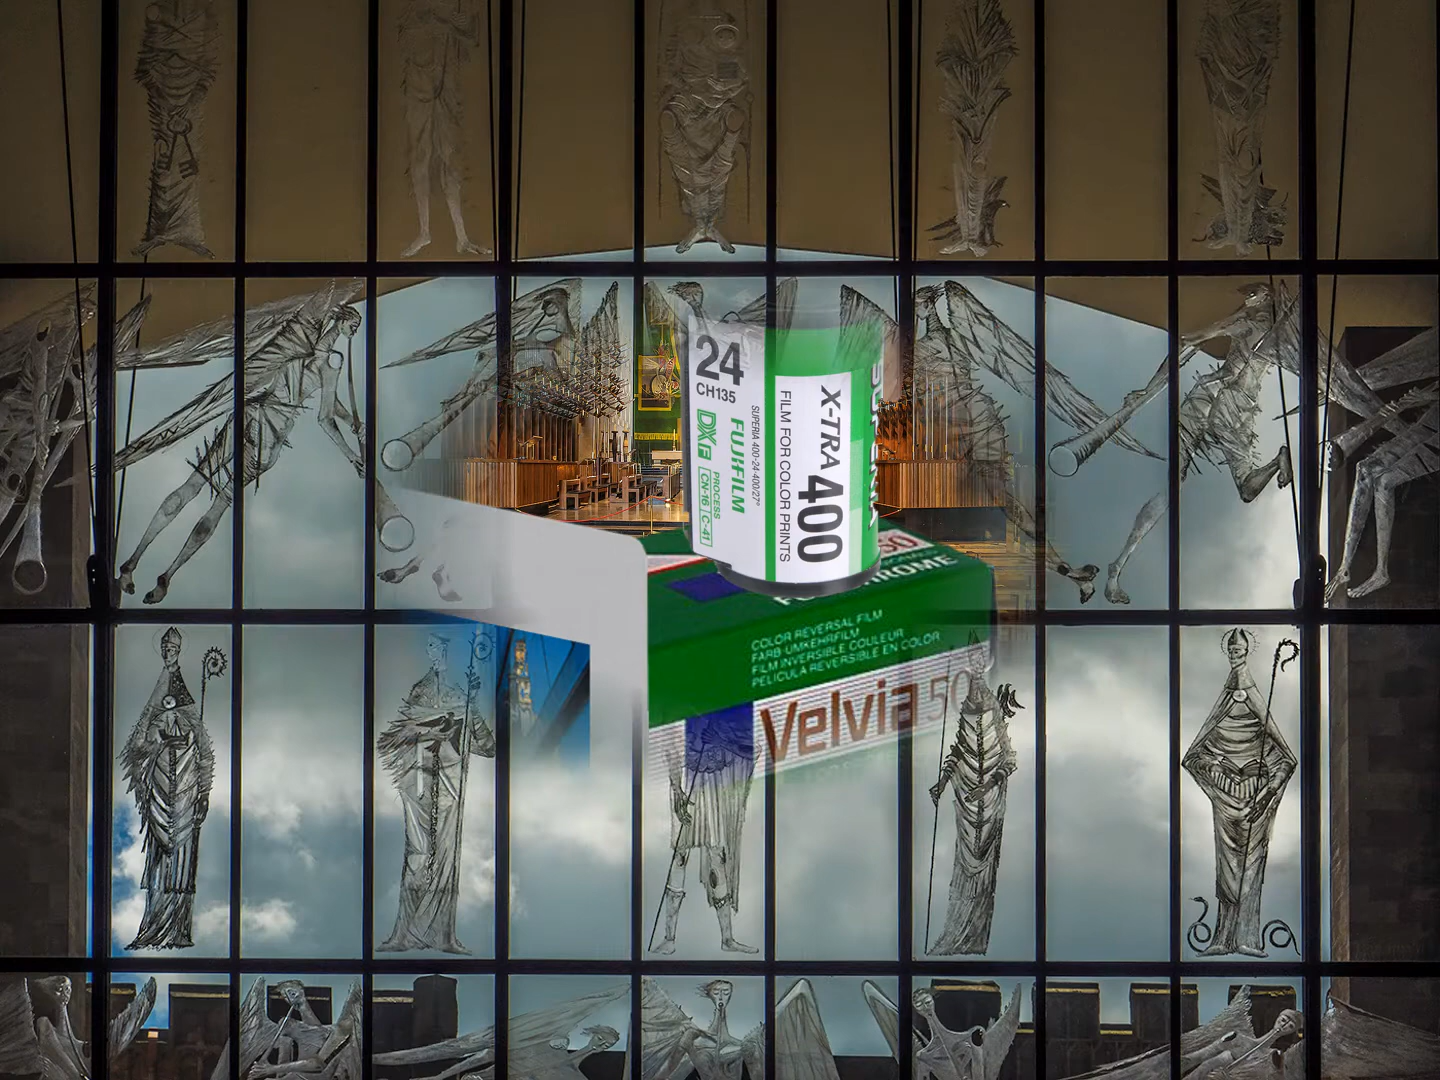 24
CH135
DX
FUJIFILM
PROCESS
CN-16 C-41
SUPERIA 400-24-400/27°
FILM FOR COLOR PRINTS
X-TRA 400
50
COLOR REVERSAL FILM
FARB-UMKEHRFILM
FILM INVERSIBLE COULEUR
PELICULA REVERSIBLE EN COLOR
Velvia 50